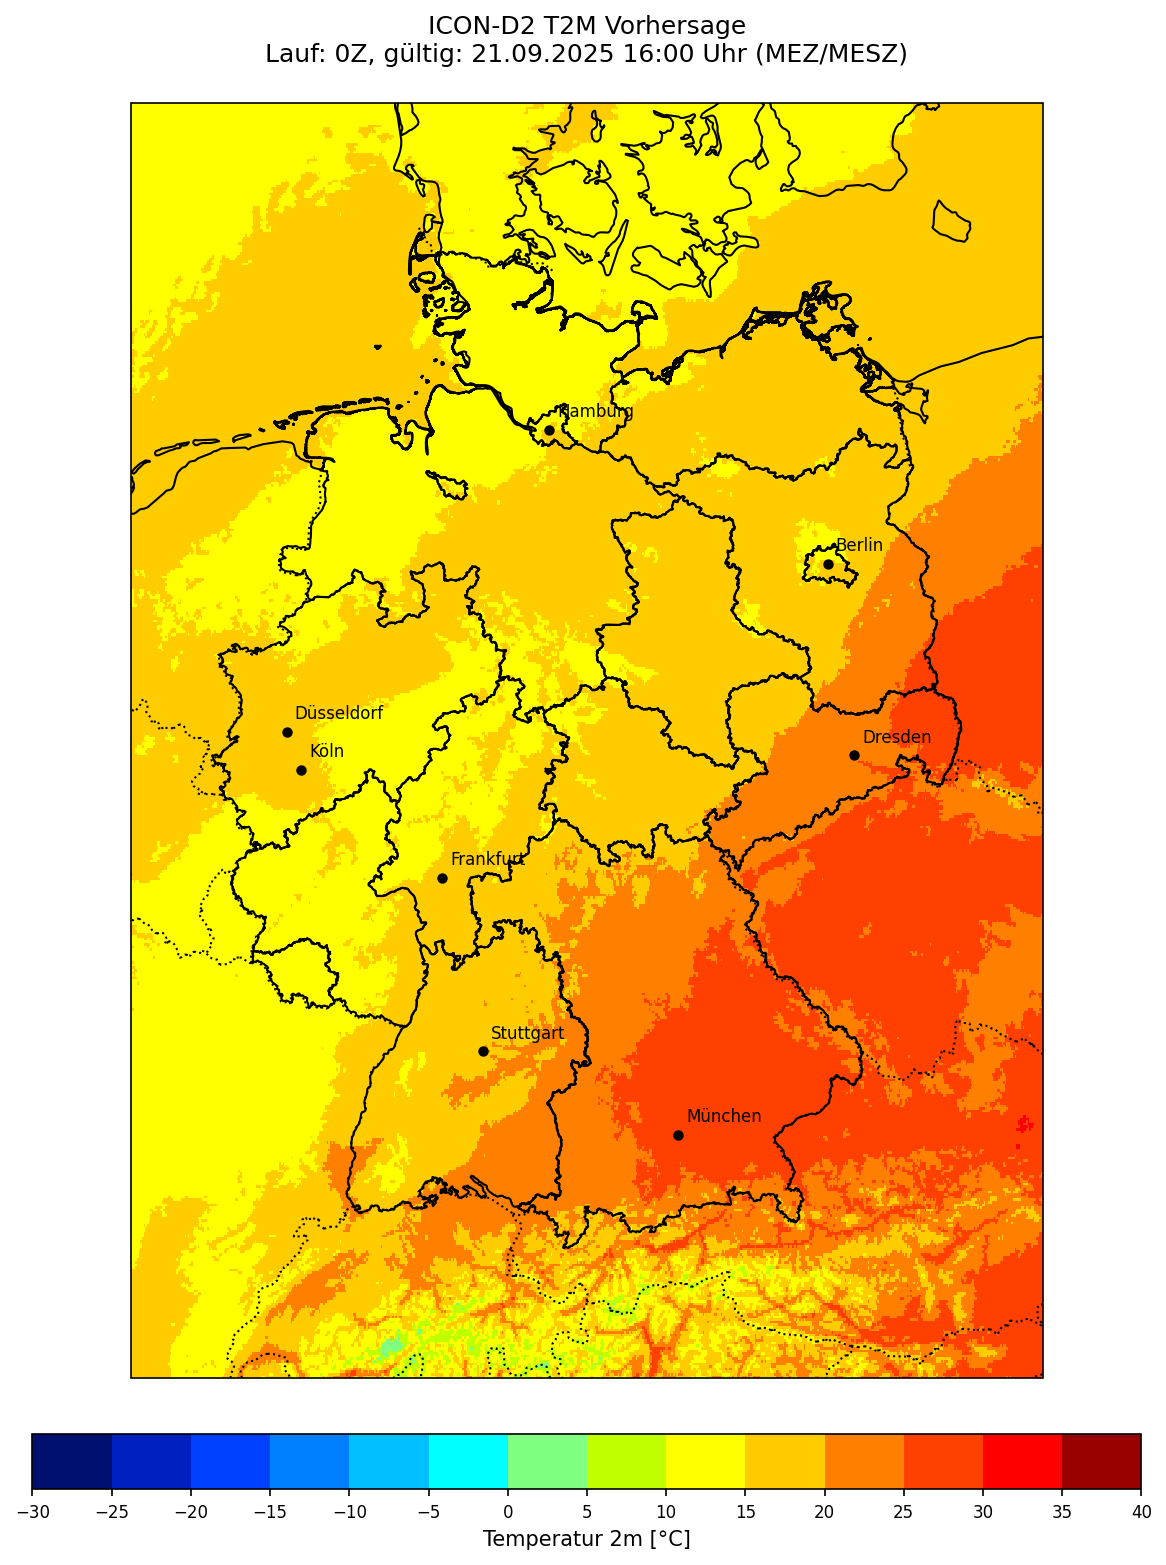 ICON-D2 T2M Vorhersage
Lauf: 0Z, gültig: 21.09.2025 16:00 Uhr (MEZ/MESZ)
Hamburg
Berlin
Düsseldorf
Köln
Dresden
Frankfurt
Stuttgart
München
−30 −25 −20 −15 −10 −5 0 5 10 15 20 25 30 35 40
Temperatur 2m [°C]